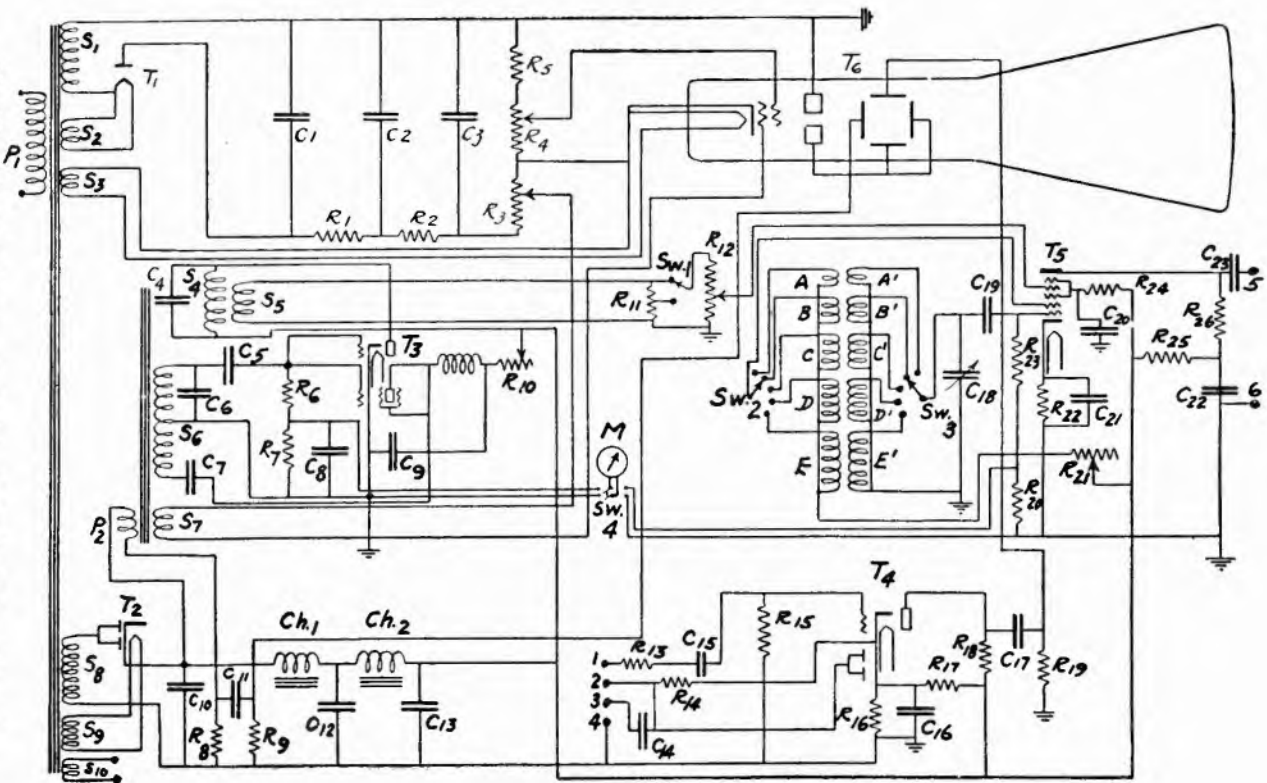 S1
T1
S2
P1
S3
C1
C2
C3
R5
R4
R3
R1
R2
T6
C4
S4
S5
Sw.1
R12
R11
T3
C5
R6
C6
S6
R7
C8
C7
C9
R10
M
Sw. 4
A
B
C
D
E
A'
B'
C'
D'
E'
Sw. 2
Sw. 3
C18
C19
R23
T5
R24
C23
5
C20
R26
R25
R22
C21
C22
6
R21
R20
P2
S7
T2
S8
S9
S10
C10
R8
C11
R9
Ch.1
Ch.2
C12
C13
1
2
3
4
R13
C15
R14
C14
R15
T4
R16
R17
C16
R18
C17
R19